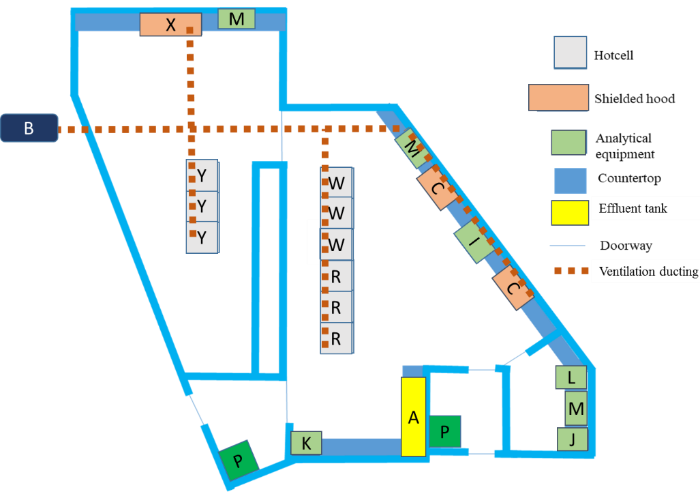 X
M
B
Y
Y
Y
W
W
W
R
R
R
M
C
I
C
L
M
J
A
P
K
P
Hotcell
Shielded hood
Analytical
equipment
Countertop
Effluent tank
Doorway
Ventilation ducting